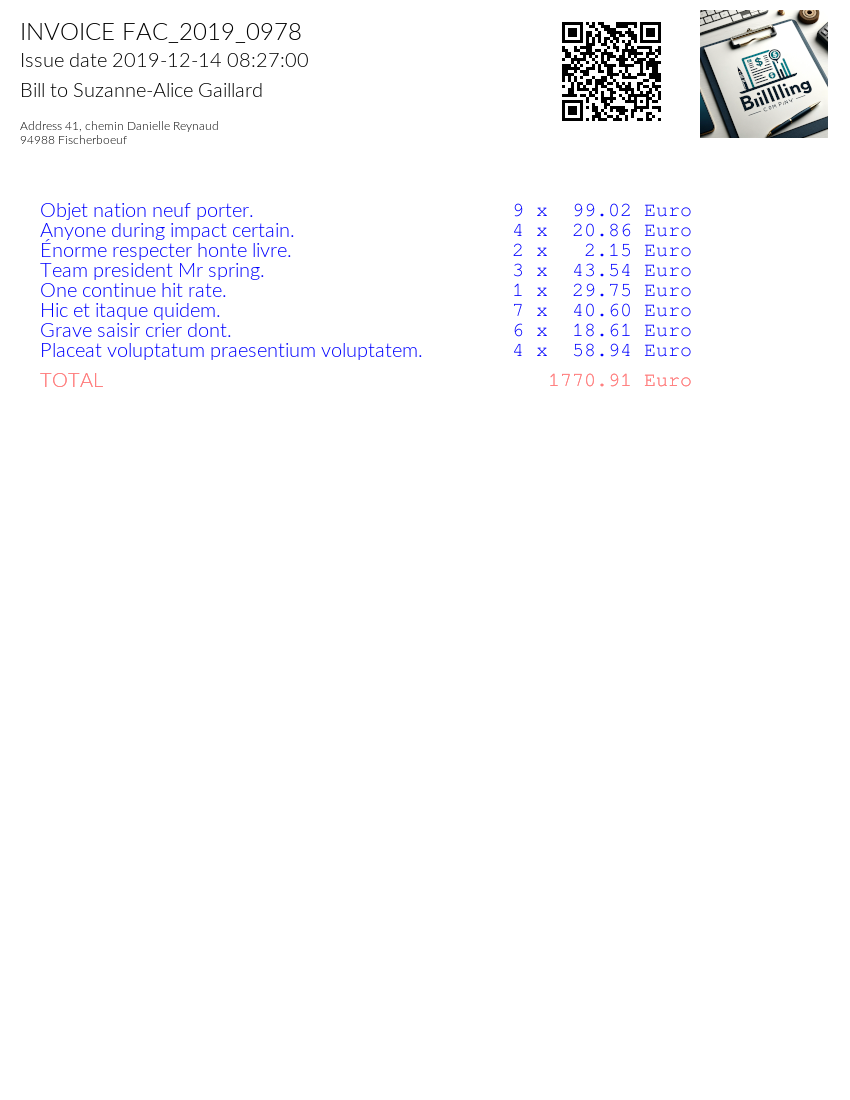 INVOICE FAC_2019_0978
Issue date 2019-12-14 08:27:00
Bill to Suzanne-Alice Gaillard
Address 41, chemin Danielle Reynaud
94988 Fischerboeuf
Biillling
COMPANY
Objet nation neuf porter. 9 x 99.02 Euro
Anyone during impact certain. 4 x 20.86 Euro
Énorme respecter honte livre. 2 x 2.15 Euro
Team president Mr spring. 3 x 43.54 Euro
One continue hit rate. 1 x 29.75 Euro
Hic et itaque quidem. 7 x 40.60 Euro
Grave saisir crier dont. 6 x 18.61 Euro
Placeat voluptatum praesentium voluptatem. 4 x 58.94 Euro
TOTAL 1770.91 Euro